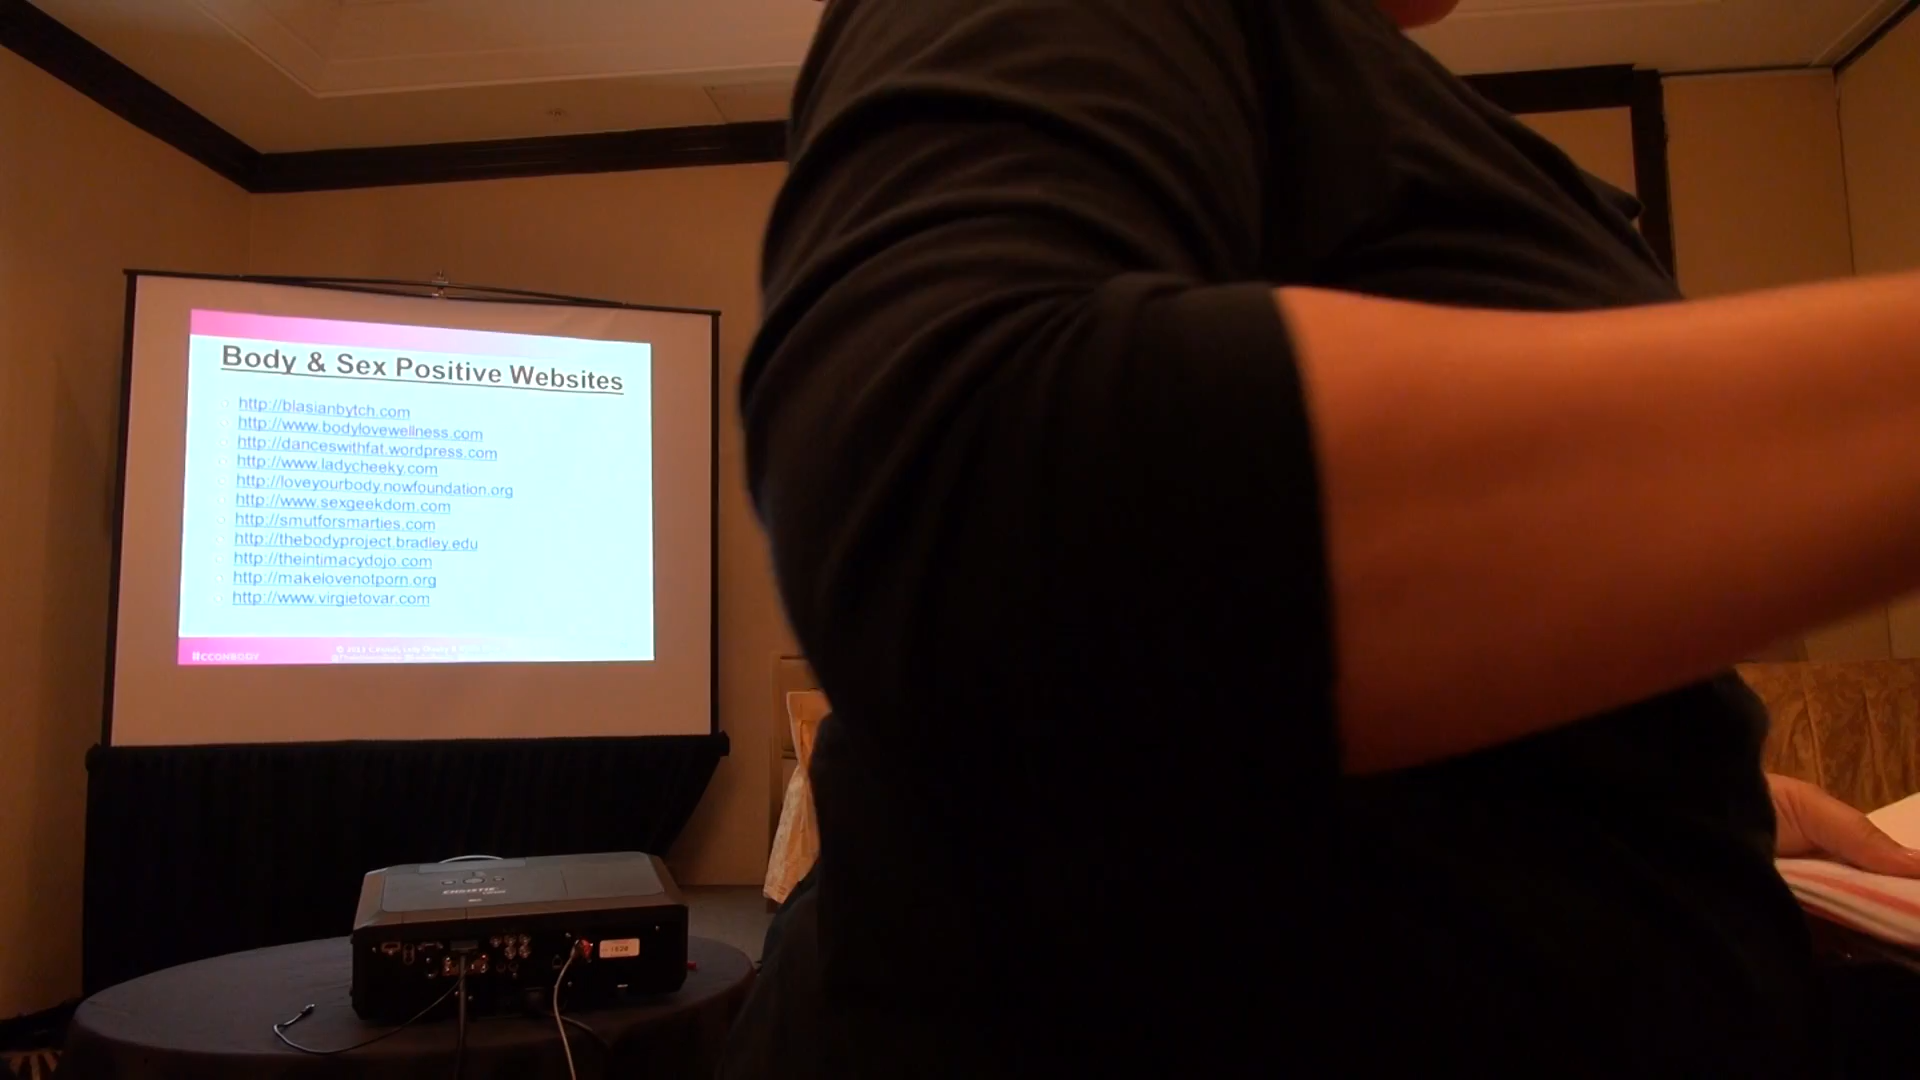 Body & Sex Positive Websites
http://blasianbytch.com
http://www.bodylovewellness.com
http://danceswithfat.wordpress.com
http://www.ladycheeky.com
http://loveyourbody.nowfoundation.org
http://www.sexgeekdom.com
http://smutforsmarties.com
http://thebodyproject.bradley.edu
http://theintimacydojo.com
http://makelovenotporn.org
http://www.virgietovar.com
#CCONBODY
CHRISTIE